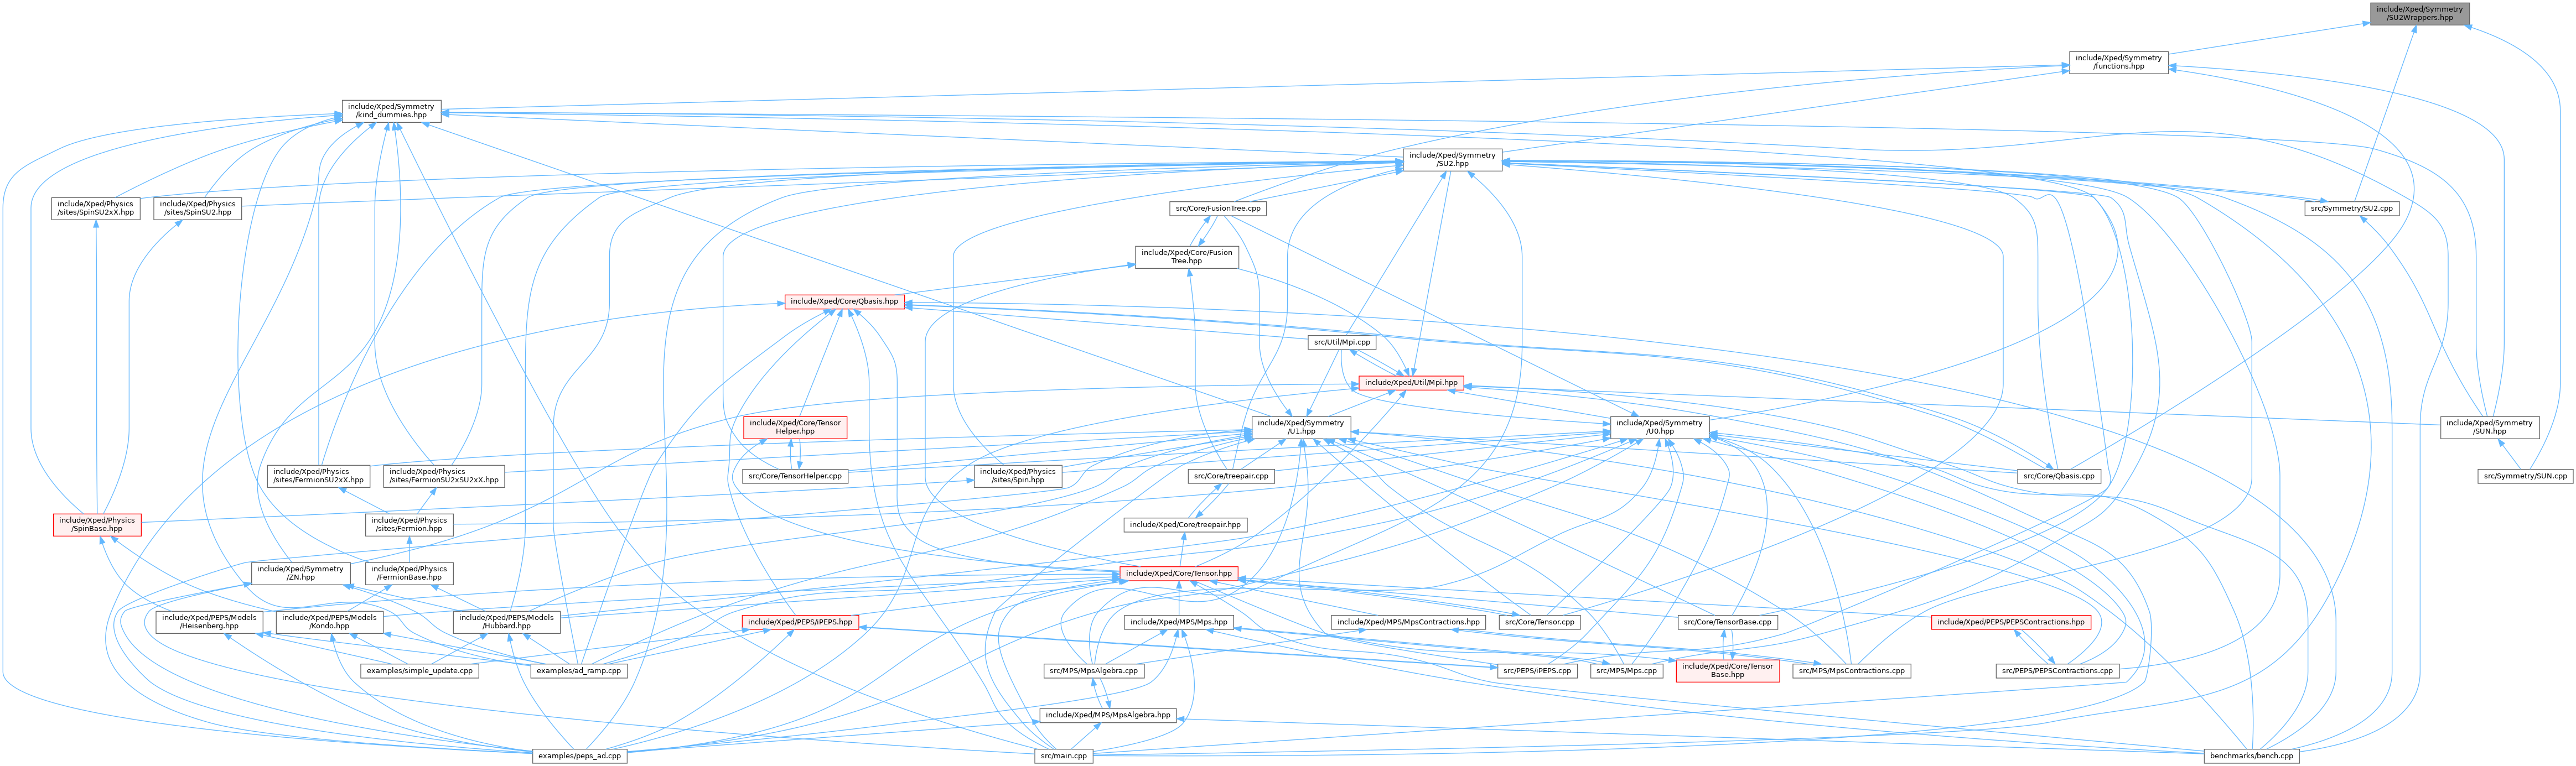 include/Xped/Symmetry
/SU2Wrappers.hpp
include/Xped/Symmetry
/functions.hpp
include/Xped/Symmetry
/kind_dummies.hpp
include/Xped/Symmetry
/SU2.hpp
include/Xped/Physics
/sites/SpinSU2xX.hpp
include/Xped/Physics
/sites/SpinSU2.hpp
src/Core/FusionTree.cpp
src/Symmetry/SU2.cpp
include/Xped/Core/Fusion
Tree.hpp
include/Xped/Core/Qbasis.hpp
src/Util/Mpi.cpp
include/Xped/Util/Mpi.hpp
include/Xped/Core/Tensor
Helper.hpp
include/Xped/Symmetry
/U1.hpp
include/Xped/Symmetry
/U0.hpp
include/Xped/Symmetry
/SUN.hpp
include/Xped/Physics
/sites/FermionSU2xX.hpp
include/Xped/Physics
/sites/FermionSU2xSU2xX.hpp
src/Core/TensorHelper.cpp
include/Xped/Physics
/sites/Spin.hpp
src/Core/treepair.cpp
src/Core/Qbasis.cpp
src/Symmetry/SUN.cpp
include/Xped/Physics
/SpinBase.hpp
include/Xped/Physics
/sites/Fermion.hpp
include/Xped/Core/treepair.hpp
include/Xped/Symmetry
/ZN.hpp
include/Xped/Physics
/FermionBase.hpp
include/Xped/Core/Tensor.hpp
include/Xped/PEPS/Models
/Heisenberg.hpp
include/Xped/PEPS/Models
/Kondo.hpp
include/Xped/PEPS/Models
/Hubbard.hpp
include/Xped/PEPS/iPEPS.hpp
include/Xped/MPS/Mps.hpp
include/Xped/MPS/MpsContractions.hpp
src/Core/Tensor.cpp
src/Core/TensorBase.cpp
include/Xped/PEPS/PEPSContractions.hpp
examples/simple_update.cpp
examples/ad_ramp.cpp
src/MPS/MpsAlgebra.cpp
src/PEPS/iPEPS.cpp
src/MPS/Mps.cpp
include/Xped/Core/Tensor
Base.hpp
src/MPS/MpsContractions.cpp
src/PEPS/PEPSContractions.cpp
include/Xped/MPS/MpsAlgebra.hpp
examples/peps_ad.cpp
src/main.cpp
benchmarks/bench.cpp